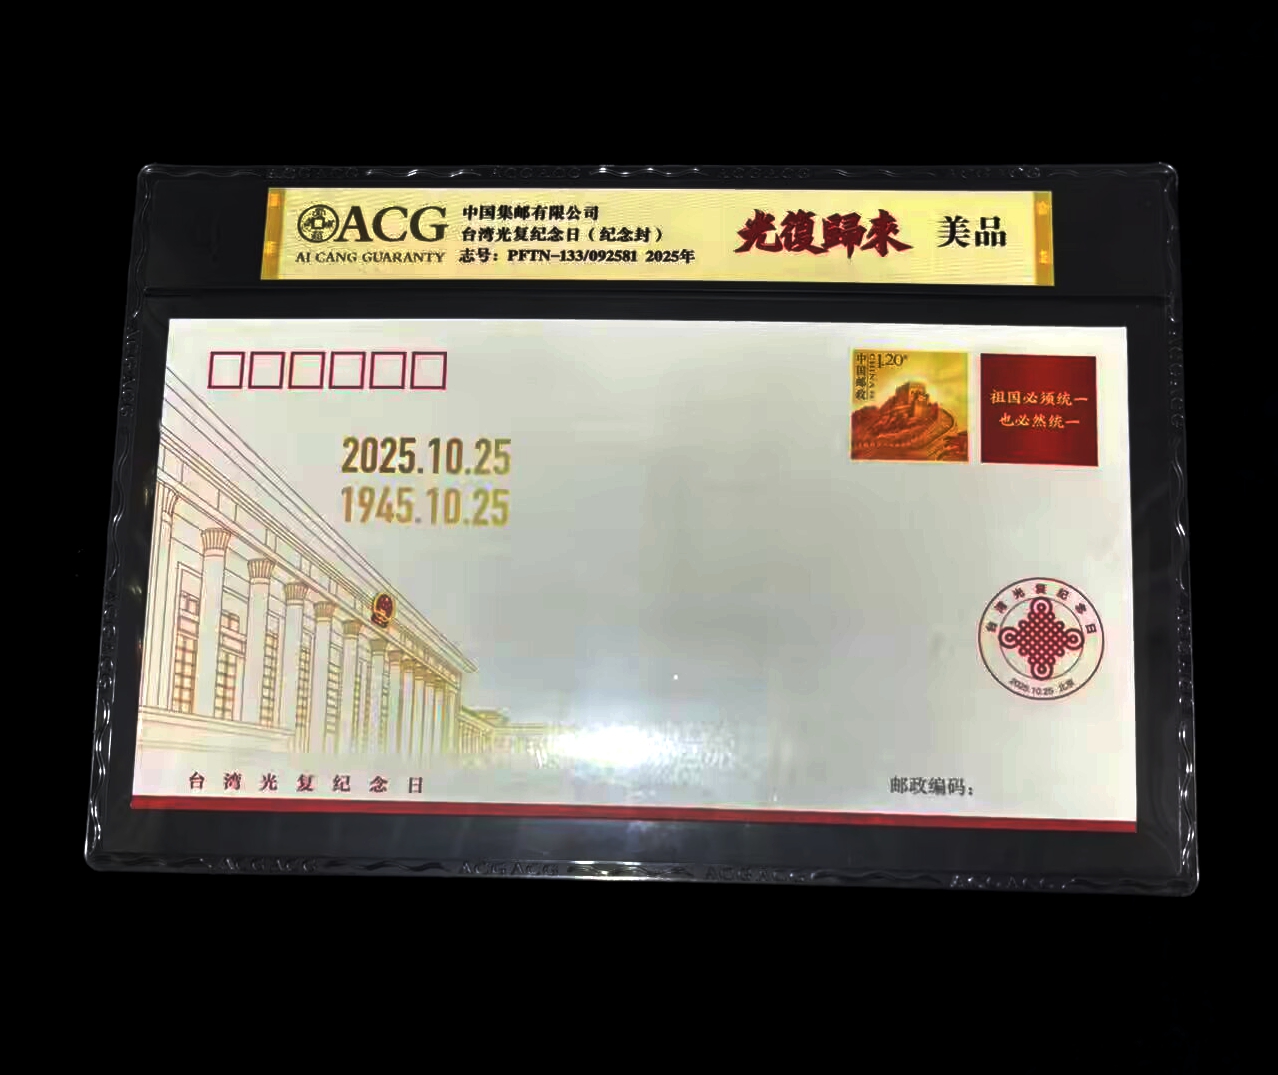 ACG
AI CANG GUARANTY
中国集邮有限公司
台湾光复纪念日（纪念封）
志号：PFTN-133/092581 2025年
光復歸來
美品
2025.10.25
1945.10.25
中国邮政
CHINA
1.20元
祖国必须统一
也必然统一
台湾光复纪念日
2025.10.25 北京
台湾光复纪念日
邮政编码：